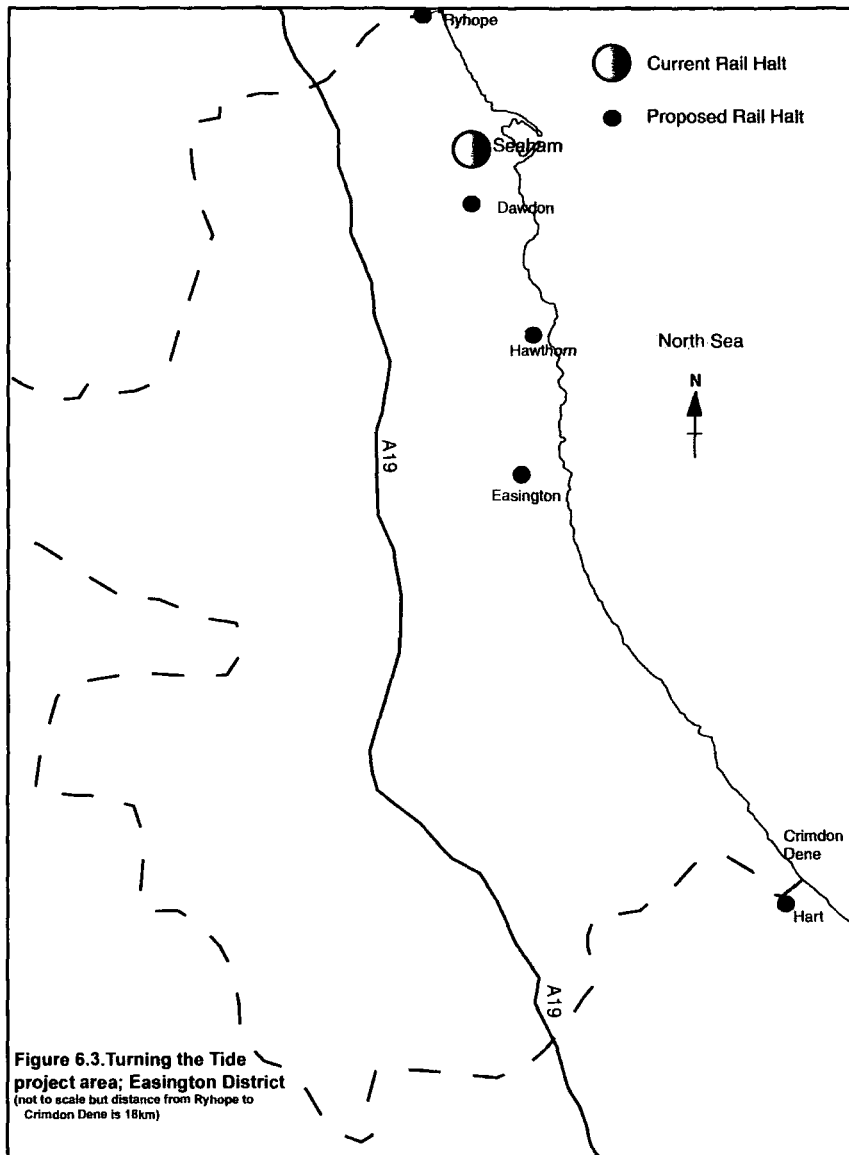 Ryhope
Current Rail Halt
Proposed Rail Halt
Seaham
Dawdon
North Sea
Hawthorn
N
A19
Easington
Crimdon
Dene
Hart
A19
Figure 6.3.Turning the Tide
project area; Easington District
(not to scale but distance from Ryhope to
Crimdon Dene is 18km)